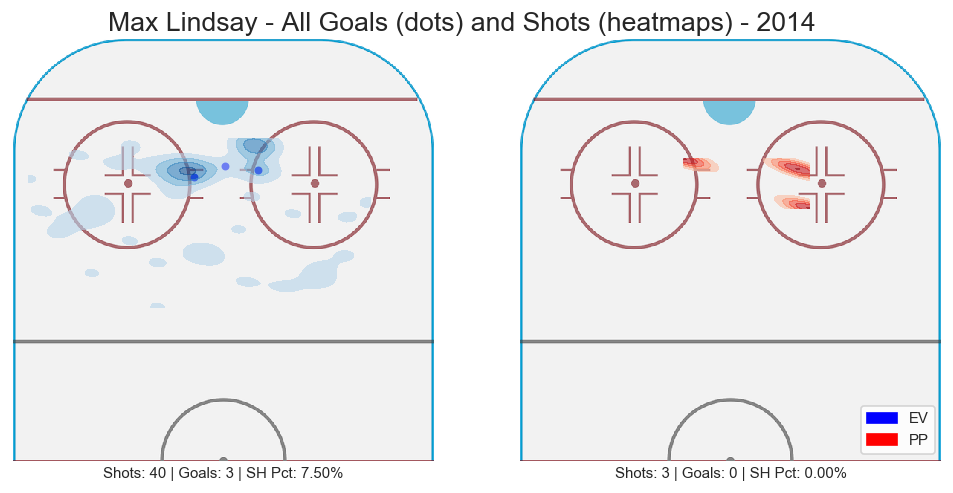 Max Lindsay - All Goals (dots) and Shots (heatmaps) - 2014
EV
PP
Shots: 40 | Goals: 3 | SH Pct: 7.50%
Shots: 3 | Goals: 0 | SH Pct: 0.00%